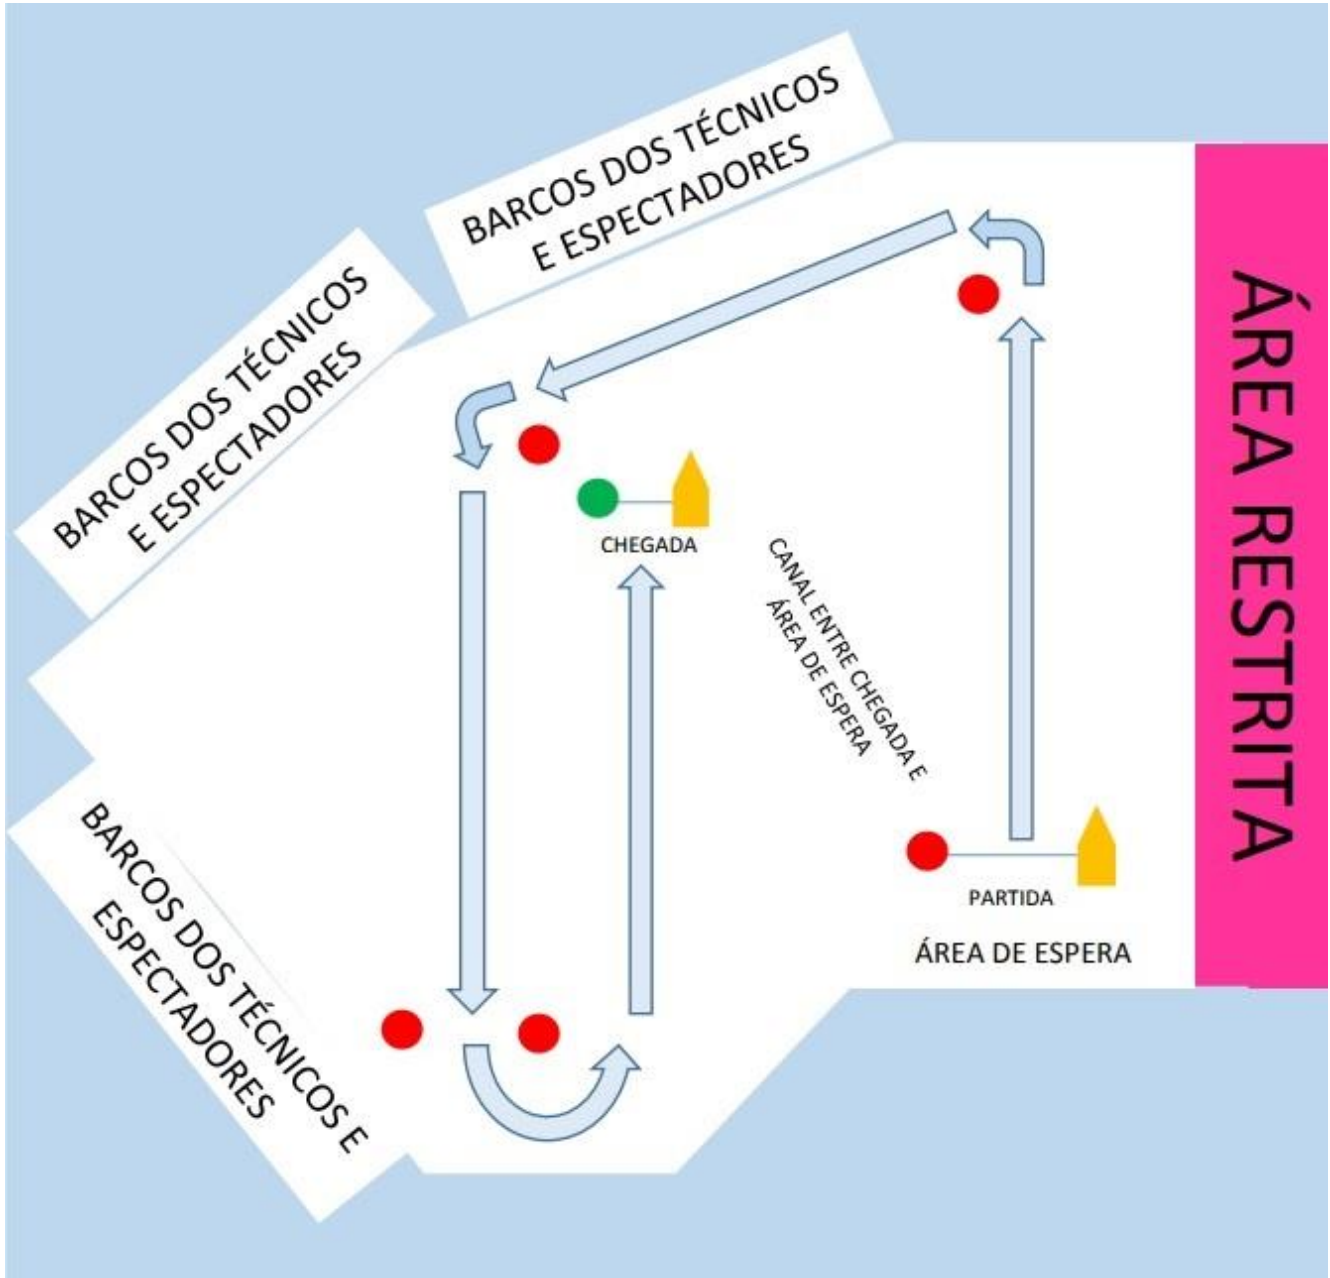 BARCOS DOS TÉCNICOS
E ESPECTADORES
BARCOS DOS TÉCNICOS
E ESPECTADORES
CHEGADA
CANAL ENTRE CHEGADA E
ÁREA DE ESPERA
ÁREA RESTRITA
PARTIDA
ÁREA DE ESPERA
BARCOS DOS TÉCNICOS E
ESPECTADORES